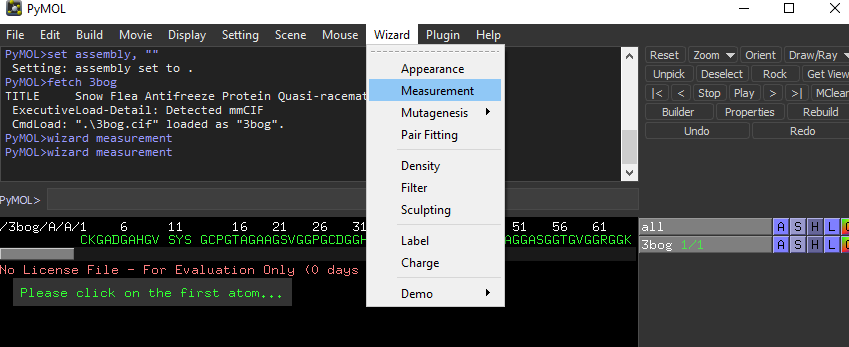 PyMOL
File Edit Build Movie Display Setting Scene Mouse Wizard Plugin Help
PyMOL>set assembly, ""
Setting: assembly set to .
PyMOL>fetch 3bog
TITLE Snow Flea Antifreeze Protein Quasi-racemat
ExecutiveLoad-Detail: Detected mmCIF
CmdLoad: ".\3bog.cif" loaded as "3bog".
PyMOL>wizard measurement
PyMOL>wizard measurement
Appearance
Measurement
Mutagenesis
Pair Fitting
Density
Filter
Sculpting
Label
Charge
Demo
Reset Zoom Orient Draw/Ray
Unpick Deselect Rock Get View
|< < Stop Play > >| MClear
Builder Properties Rebuild
Undo Redo
PyMOL>
/3bog/A/A/1 6 11 16 21 26 31 51 56 61
CKGADGAHGV SYS GCPGTAGAAGSVGGPGCDGGH AGGASGGTGVGGRGGK
all A S H L C
3bog 1/1 A S H L C
No License File - For Evaluation Only (0 days
Please click on the first atom...